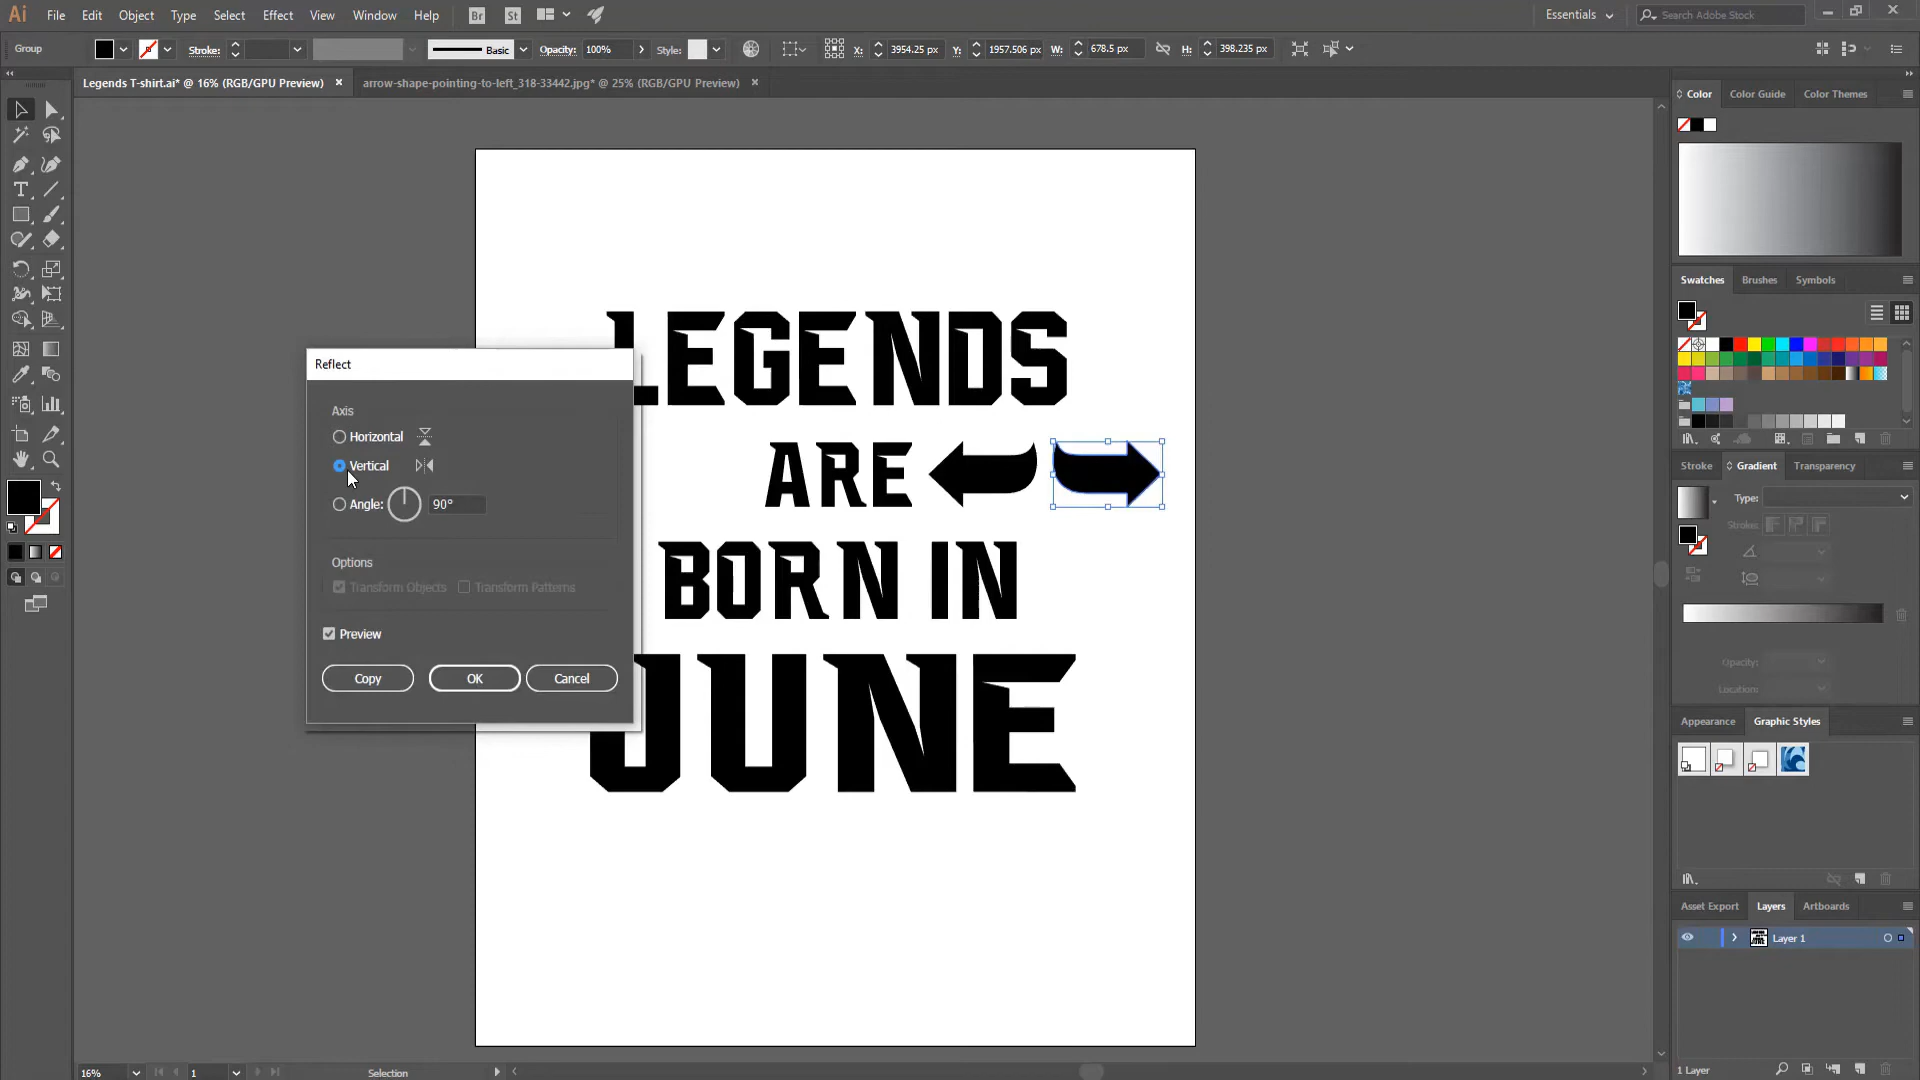 Ai File Edit Object Type Select Effect View Window Help Br St Essentials Search Adobe Stock
Group Stroke: Basic Opacity: 100% Style: X: 3954.25 px Y: 1957.506 px W: 678.5 px H: 398.235 px
Legends T-shirt.ai* @ 16% (RGB/GPU Preview) × arrow-shape-pointing-to-left_318-33442.jpg* @ 25% (RGB/GPU Preview) ×
Color Color Guide Color Themes
Swatches Brushes Symbols
LEGENDS
ARE
BORN IN
JUNE
Reflect
Axis
Horizontal
Vertical
Angle: 90°
Options
Transform Objects Transform Patterns
Preview
Copy OK Cancel
Stroke Gradient Transparency
Type:
Stroke:
Opacity:
Location:
Appearance Graphic Styles
Asset Export Layers Artboards
Layer 1
1 Layer
16% 1 Selection